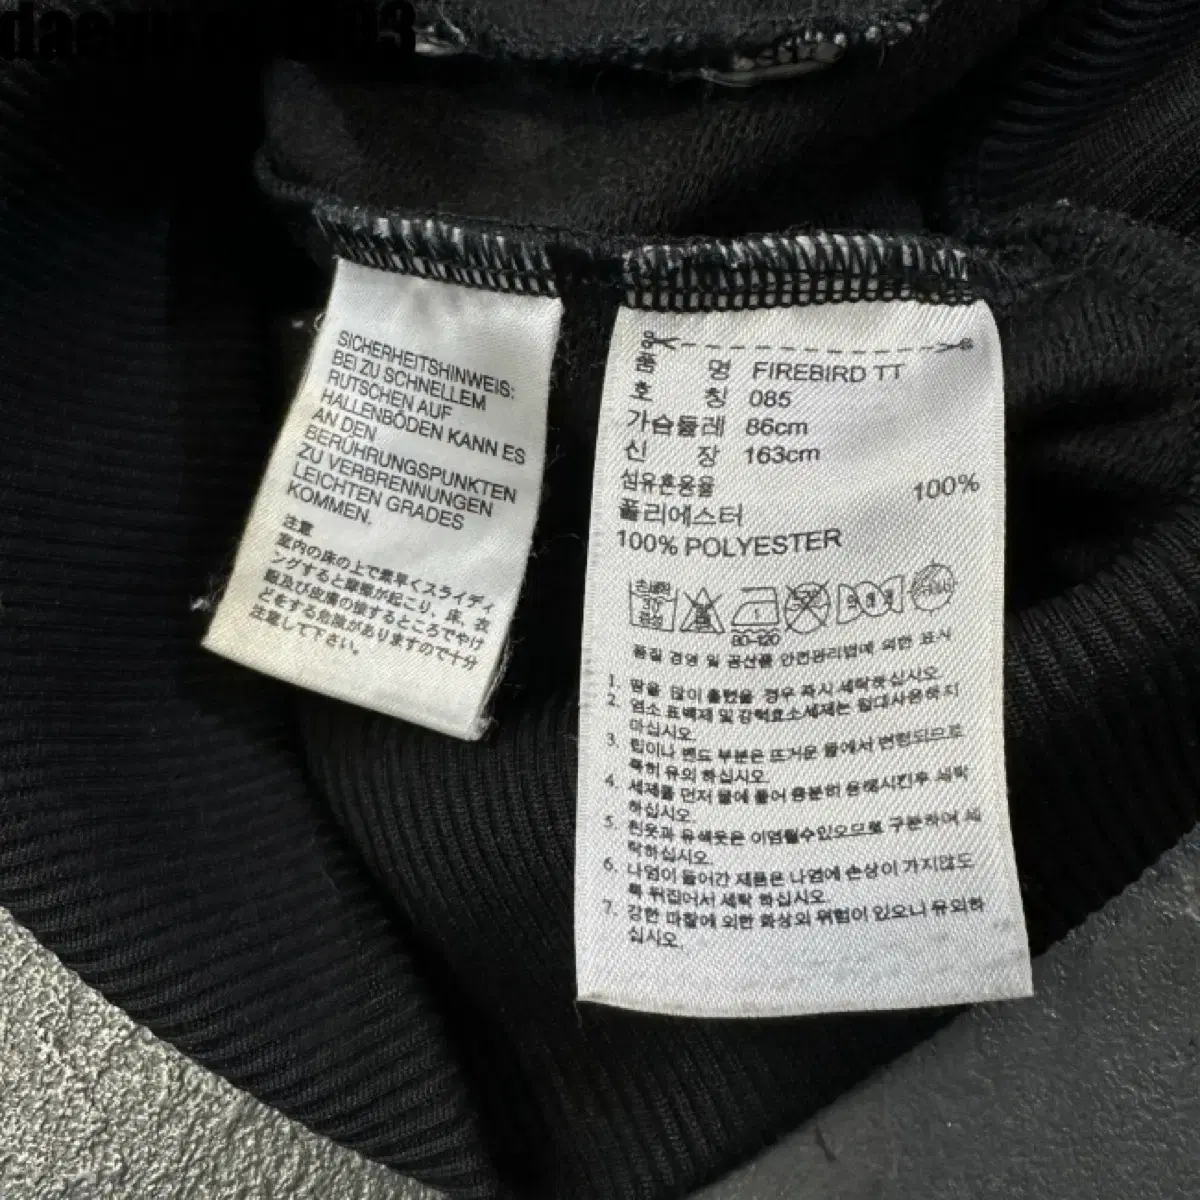 SICHERHEITSHINWEIS:
BEI ZU SCHNELLEM
RUTSCHEN AUF
HALLENBÖDEN KANN ES
AN DEN
BERÜHRUNGSPUNKTEN
ZU VERBRENNUNGEN
LEICHTEN GRADES
KOMMEN.
注意
室内の床の上で素早くスライディ
ングすると摩擦が起こり、床、衣
類及び皮膚の接するところでやけ
どをする危険がありますので十分
注意して下さい。
품 명 FIREBIRD TT
호 칭 085
가슴둘레 86cm
신 장 163cm
섬유혼용율
폴리에스터 100%
100% POLYESTER
80-120
품질 경영 및 공산품 안전관리법에 의한 표시
1. 땀을 많이 흘렸을 경우 즉시 세탁하십시오.
2. 염소 표백제 및 강력효소세제는 절대사용하지
마십시오.
3. 립이나 밴드 부분은 뜨거운 물에서 변형되므로
특히 유의 하십시오.
4. 세제를 먼저 물에 풀어 충분히 용해시킨후 세탁
하십시오.
5. 흰옷과 유색옷은 이염될수있으므로 구분하여 세
탁하십시오.
6. 나염이 들어간 제품은 나염에 손상이 가지않도
록 뒤집어서 세탁 하십시오.
7. 강한 마찰에 의한 화상의 위험이 있으니 유의하
십시오.